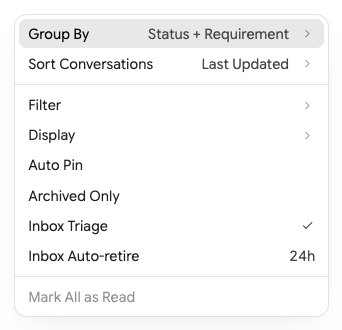 Group By Status + Requirement
Sort Conversations Last Updated
Filter
Display
Auto Pin
Archived Only
Inbox Triage
Inbox Auto-retire 24h
Mark All as Read